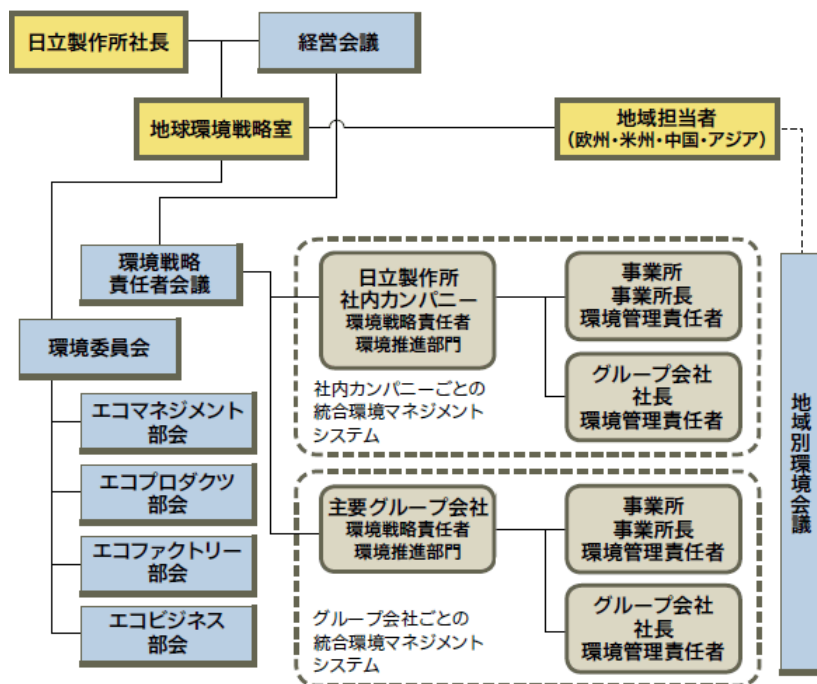 日立製作所社長
経営会議
地球環境戦略室
地域担当者
（欧州・米州・中国・アジア）
環境戦略
責任者会議
日立製作所
社内カンパニー
環境戦略責任者
環境推進部門
事業所
事業所長
環境管理責任者
環境委員会
グループ会社
社長
環境管理責任者
社内カンパニーごとの
統合環境マネジメント
システム
エコマネジメント
部会
エコプロダクツ
部会
エコファクトリー
部会
エコビジネス
部会
主要グループ会社
環境戦略責任者
環境推進部門
事業所
事業所長
環境管理責任者
グループ会社
社長
環境管理責任者
グループ会社ごとの
統合環境マネジメント
システム
地域別環境会議